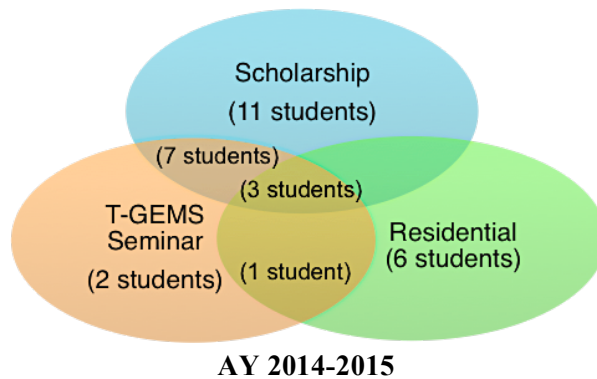 Scholarship
(11 students)
(7 students)
(3 students)
T-GEMS
Seminar
(2 students)
(1 student)
Residential
(6 students)
AY 2014-2015